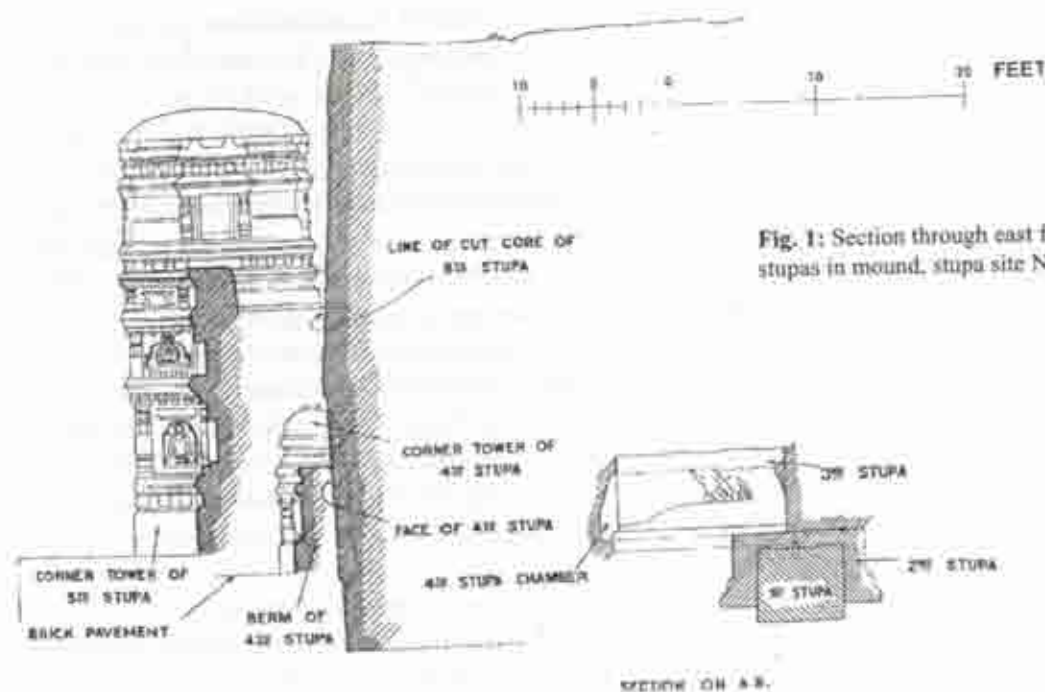 FEET
Fig. 1: Section through east f
stupas in mound, stupa site N
LINE OF CUT CORE OF
STUPA
CORNER TOWER OF
STUPA
3RD STUPA
FACE OF STUPA
STUPA CHAMBER
2ND STUPA
STUPA
CORNER TOWER OF
STUPA
BERM OF
STUPA
BRICK PAVEMENT
SECTION ON A.B.